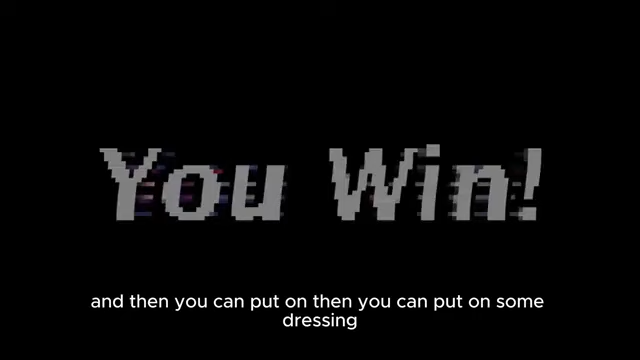 You Win!
and then you can put on then you can put on some
dressing